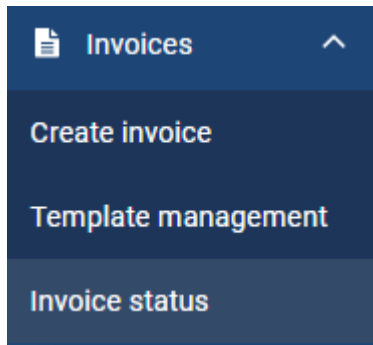 Invoices
Create invoice
Template management
Invoice status